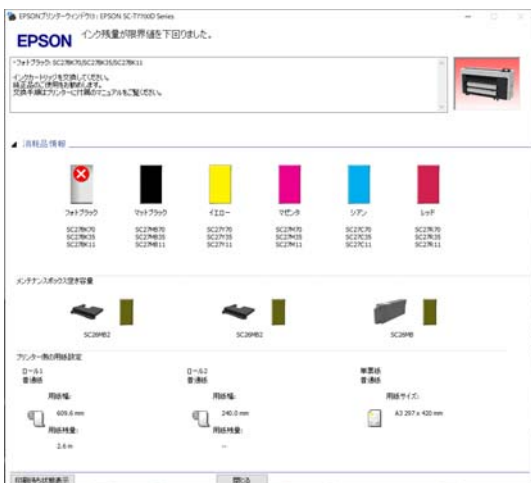 EPSONプリンターウィンドウ!3 : EPSON SC-T7700D Series
EPSON
インク残量が限界値を下回りました。
・フォトブラック: SC27BK70/SC27BK35/SC27BK11
インクカートリッジを交換してください。
純正品のご使用をお勧めします。
交換手順はプリンターに付属のマニュアルをご覧ください。
消耗品情報
フォトブラック マットブラック イエロー マゼンタ シアン レッド
SC27BK70 SC27MB70 SC27Y70 SC27M70 SC27C70 SC27R70
SC27BK35 SC27MB35 SC27Y35 SC27M35 SC27C35 SC27R35
SC27BK11 SC27MB11 SC27Y11 SC27M11 SC27C11 SC27R11
メンテナンスボックス空き容量
SC26MB2 SC26MB2 SC26MB
プリンター側の用紙設定
ロール1 ロール2 単票紙
普通紙 普通紙 普通紙
用紙幅: 用紙幅: 用紙サイズ:
609.6 mm 240.0 mm A3 297 x 420 mm
用紙残量: 用紙残量:
2.6 m --
印刷待ち状態表示 閉じる